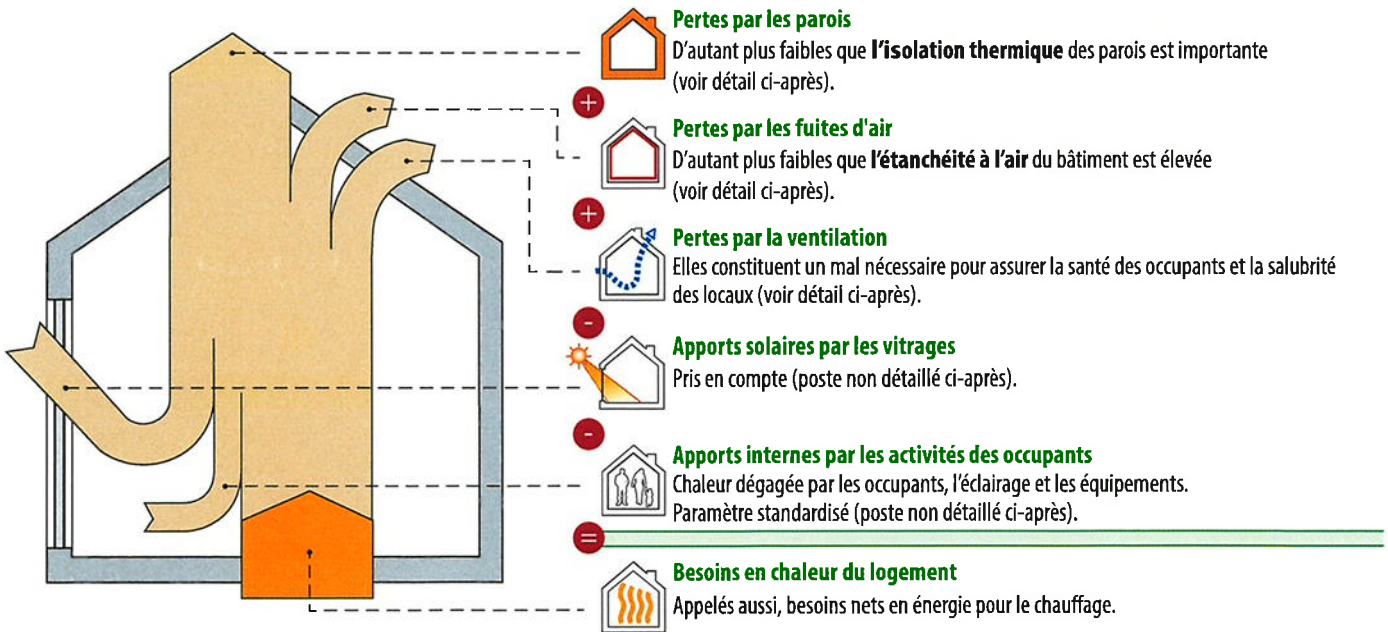 Pertes par les parois
D'autant plus faibles que l'isolation thermique des parois est importante
(voir détail ci-après).
+
Pertes par les fuites d'air
D'autant plus faibles que l'étanchéité à l'air du bâtiment est élevée
(voir détail ci-après).
+
Pertes par la ventilation
Elles constituent un mal nécessaire pour assurer la santé des occupants et la salubrité
des locaux (voir détail ci-après).
-
Apports solaires par les vitrages
Pris en compte (poste non détaillé ci-après).
-
Apports internes par les activités des occupants
Chaleur dégagée par les occupants, l'éclairage et les équipements.
Paramètre standardisé (poste non détaillé ci-après).
=
Besoins en chaleur du logement
Appelés aussi, besoins nets en énergie pour le chauffage.